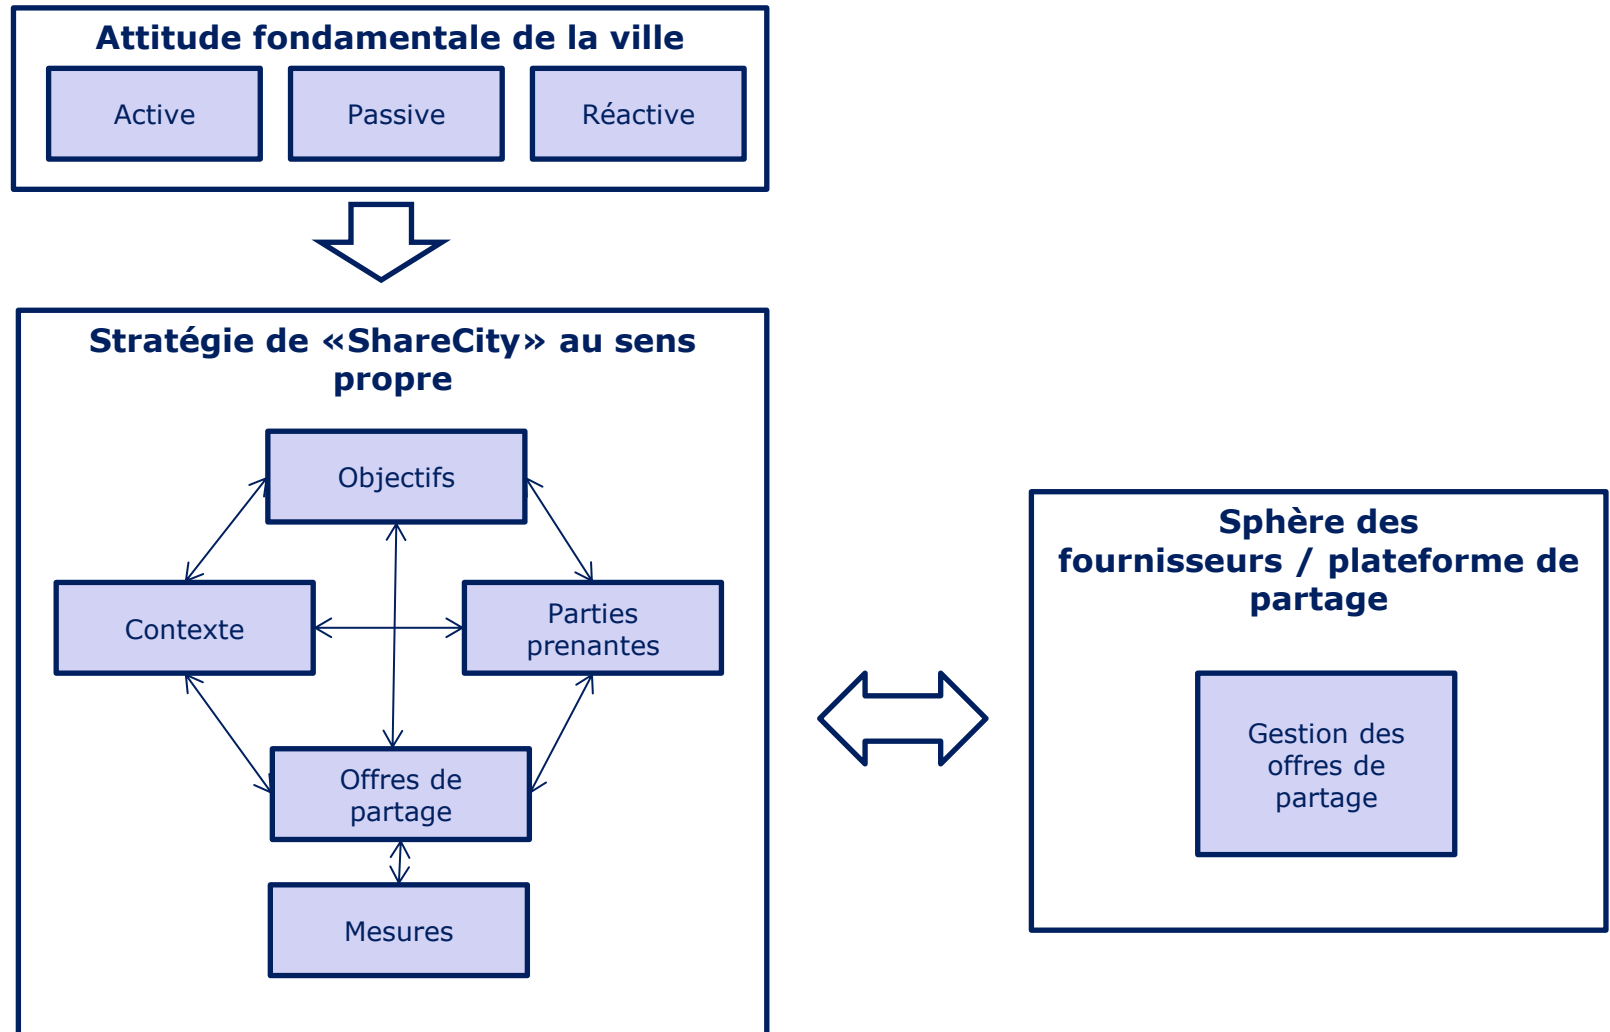 Attitude fondamentale de la ville
Active
Passive
Réactive
Stratégie de «ShareCity» au sens
propre
Objectifs
Contexte
Parties
prenantes
Offres de
partage
Mesures
Sphère des
fournisseurs / plateforme de
partage
Gestion des
offres de
partage